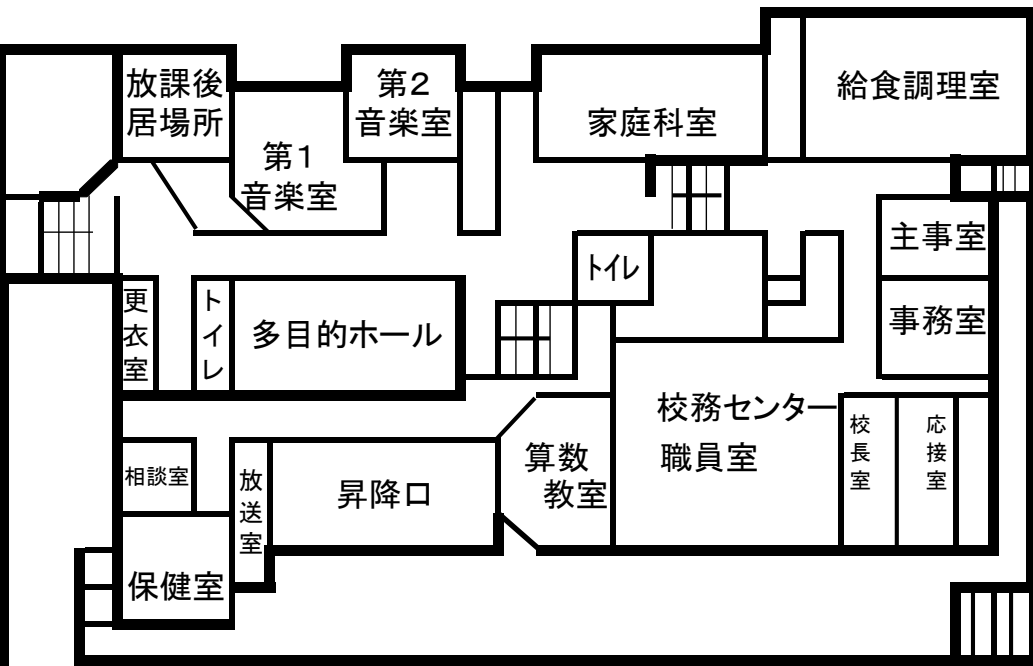 放課後
居場所
第1
音楽室
第2
音楽室
家庭科室
給食調理室
主事室
事務室
トイレ
更衣室
トイレ
多目的ホール
校務センター
職員室
校長室
応接室
算数
教室
昇降口
放送室
相談室
保健室